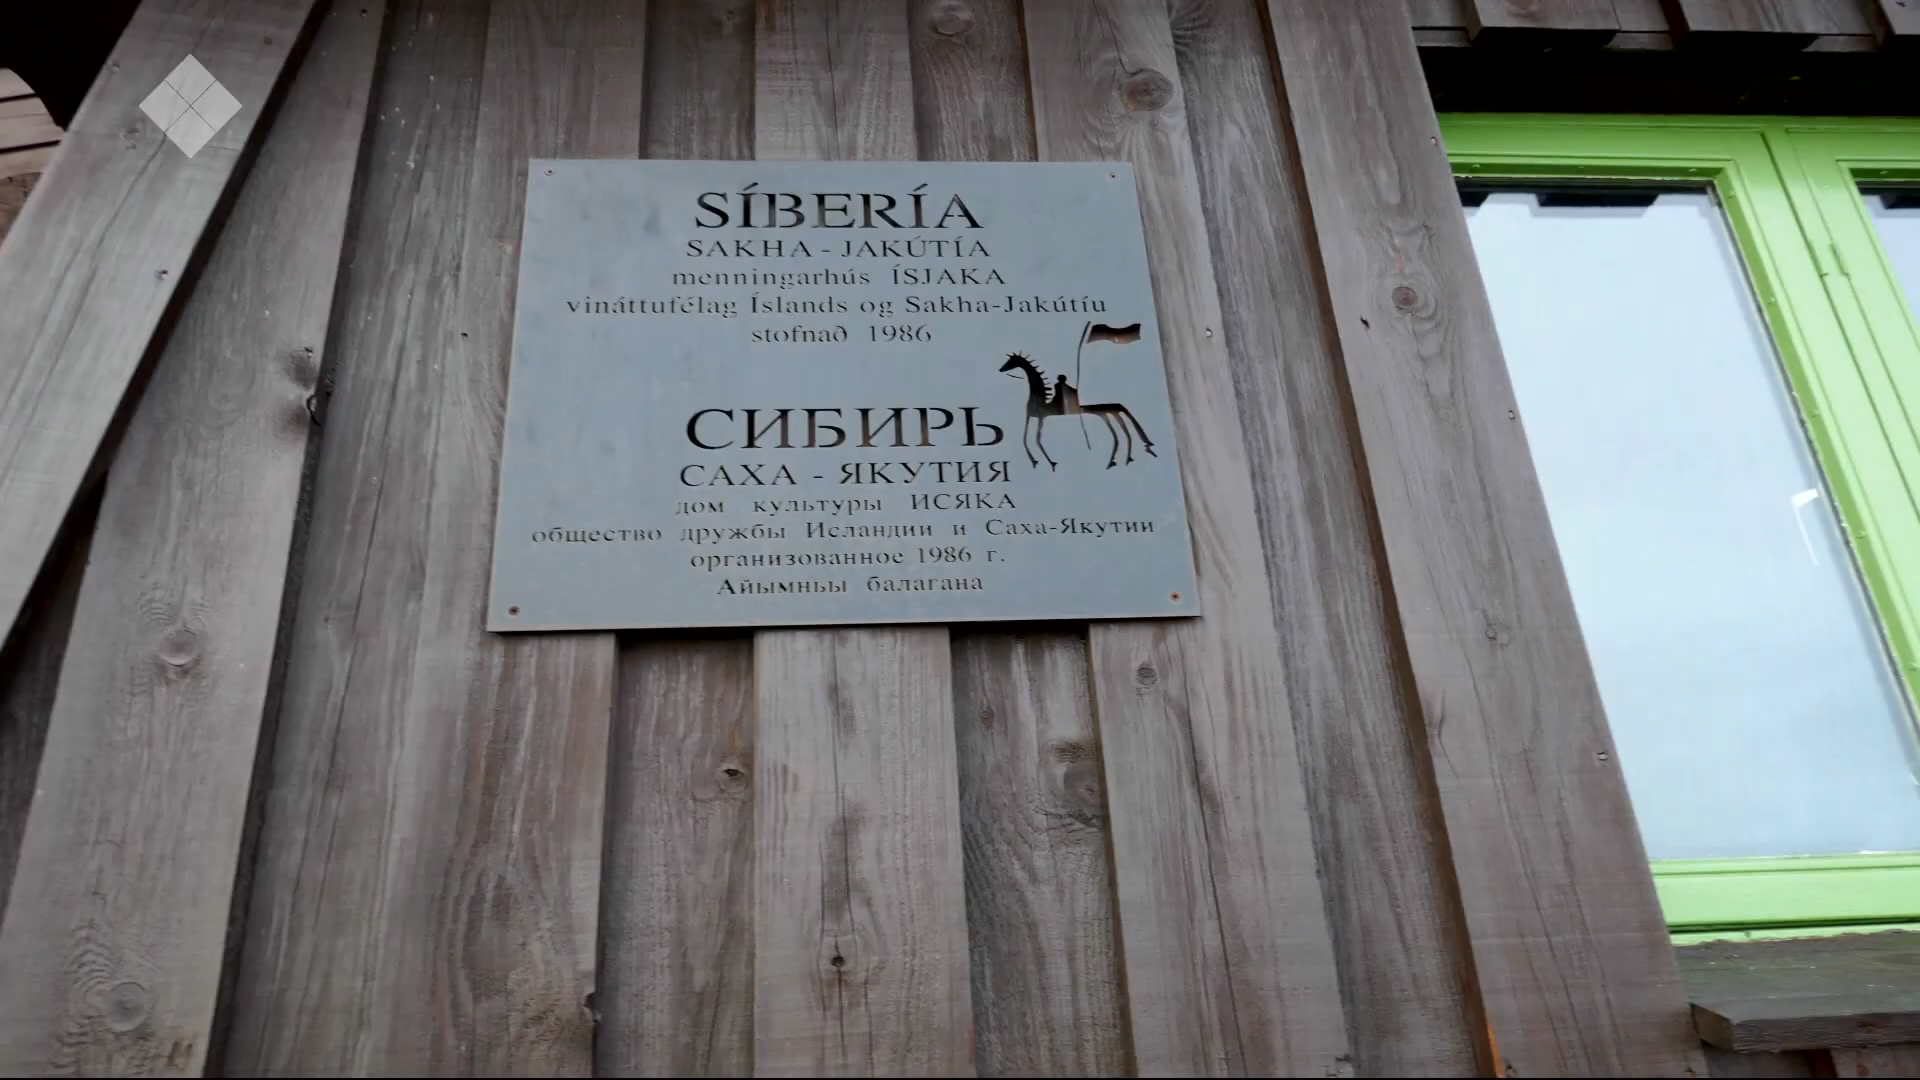 SÍBERÍA
SAKHA - JAKÚTÍA
menningarhús ÍSJAKA
vináttufélag Íslands og Sakha-Jakútíu
stofnað 1986
СИБИРЬ
САХА - ЯКУТИЯ
дом культуры ИСЯКА
общество дружбы Исландии и Саха-Якутии
организованное 1986 г.
Айымньы балагана